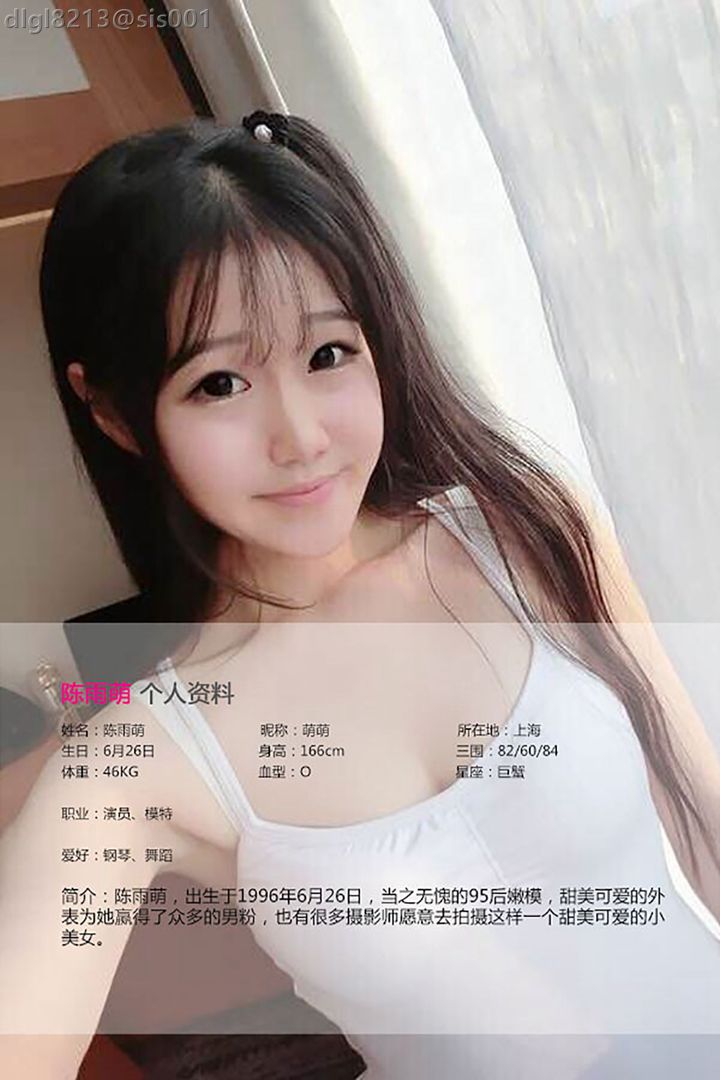 dlgl8213@sis001
陈雨萌 个人资料
姓名：陈雨萌 昵称：萌萌 所在地：上海
生日：6月26日 身高：166cm 三围：82/60/84
体重：46KG 血型：O 星座：巨蟹
职业：演员、模特
爱好：钢琴、舞蹈
简介：陈雨萌，出生于1996年6月26日，当之无愧的95后嫩模，甜美可爱的外
表为她赢得了众多的男粉，也有很多摄影师愿意去拍摄这样一个甜美可爱的小
美女。